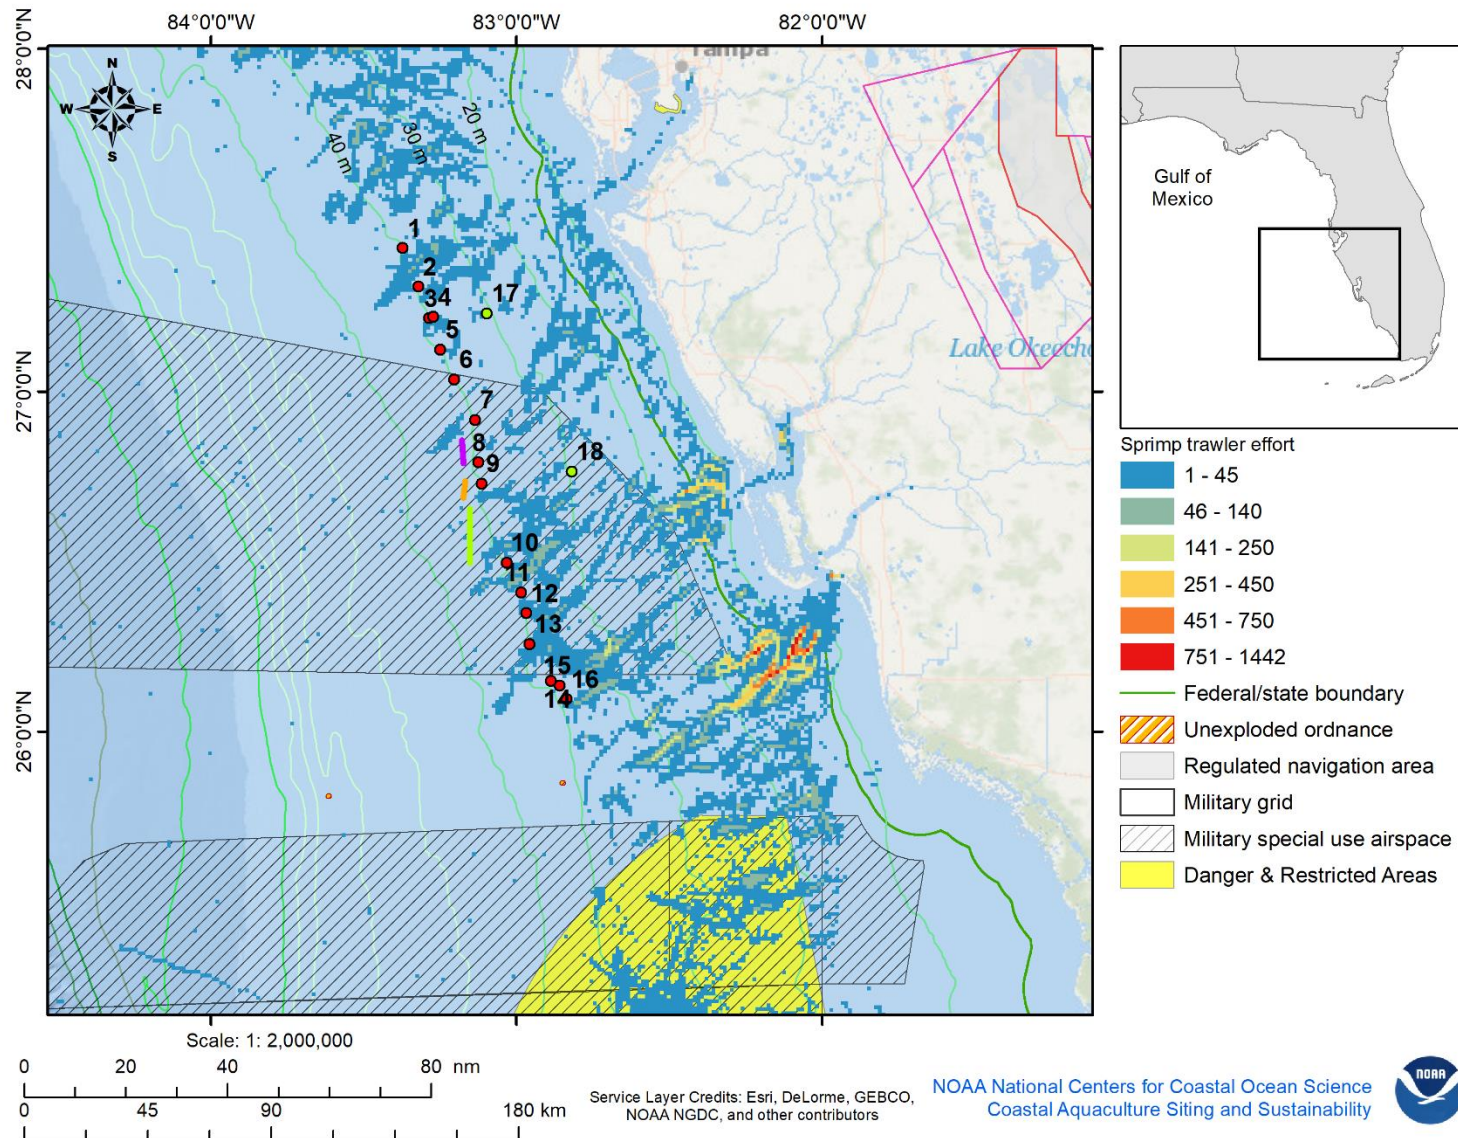 84°0'0"W
83°0'0"W
82°0'0"W
28°0'0"N
27°0'0"N
26°0'0"N
N
W
E
S
Tampa
40 m
30 m
20 m
1
2
34
17
5
6
7
8
9
18
10
11
12
13
15
16
14
Lake Okeecho
Gulf of
Mexico
Sprimp trawler effort
1 - 45
46 - 140
141 - 250
251 - 450
451 - 750
751 - 1442
Federal/state boundary
Unexploded ordnance
Regulated navigation area
Military grid
Military special use airspace
Danger & Restricted Areas
Scale: 1: 2,000,000
0 20 40 80 nm
0 45 90 180 km
Service Layer Credits: Esri, DeLorme, GEBCO,
NOAA NGDC, and other contributors
NOAA National Centers for Coastal Ocean Science
Coastal Aquaculture Siting and Sustainability
NOAA